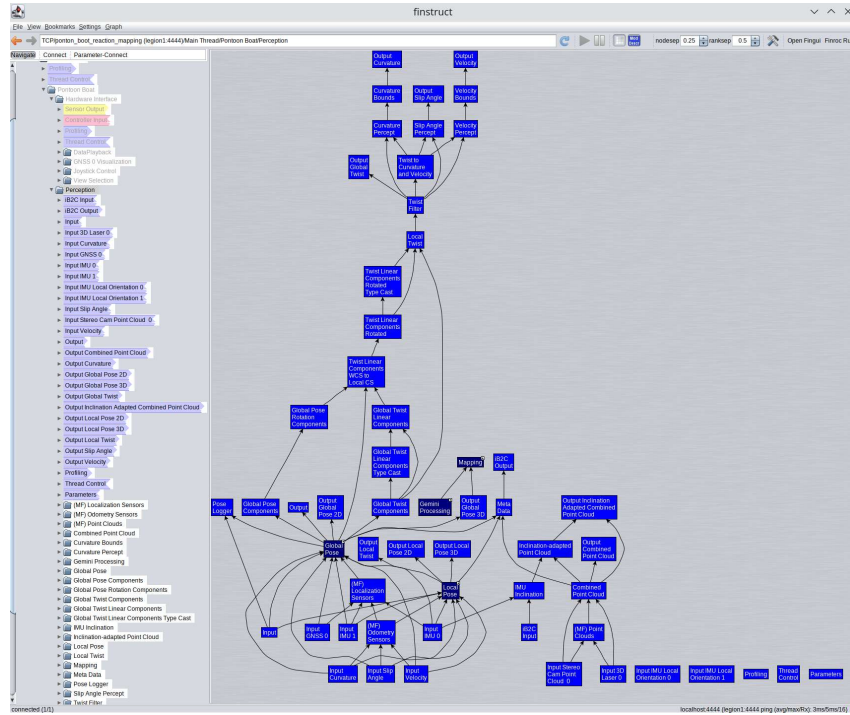 finstruct
File View Bookmarks Settings Graph
TCP/ponton_boot_reaction_mapping (legion1:4444)/Main Thread/Pontoon Boat/Perception
nodesep 0.25 ranksep 0.5 Open Fingui Finroc Ru
Navigate Connect Parameter-Connect
Profiling
Thread Control
Pontoon Boat
Hardware Interface
Sensor Output
Controller Input
Profiling
Thread Control
DataPlayback
GNSS 0 Visualization
Joystick Control
View Selection
Perception
iB2C Input
iB2C Output
Input
Input 3D Laser 0
Input Curvature
Input GNSS 0
Input IMU 0
Input IMU 1
Input IMU Local Orientation 0
Input IMU Local Orientation 1
Input Slip Angle
Input Stereo Cam Point Cloud 0
Input Velocity
Output
Output Combined Point Cloud
Output Curvature
Output Global Pose 2D
Output Global Pose 3D
Output Global Twist
Output Inclination Adapted Combined Point Cloud
Output Local Pose 2D
Output Local Pose 3D
Output Local Twist
Output Slip Angle
Output Velocity
Profiling
Thread Control
Parameters
(MF) Localization Sensors
(MF) Odometry Sensors
(MF) Point Clouds
Combined Point Cloud
Curvature Bounds
Curvature Percept
Gemini Processing
Global Pose
Global Pose Components
Global Pose Rotation Components
Global Twist Components
Global Twist Linear Components
Global Twist Linear Components Type Cast
IMU Inclination
Inclination-adapted Point Cloud
Local Pose
Local Twist
Mapping
Meta Data
Pose Logger
Slip Angle Percept
Twist Filter
Output
Curvature
Output
Velocity
Curvature
Bounds
Output
Slip Angle
Velocity
Bounds
Curvature
Percept
Slip Angle
Percept
Velocity
Percept
Output
Global
Twist
Twist to
Curvature
and Velocity
Twist
Filter
Local
Twist
Twist Linear
Components
Rotated
Type Cast
Twist Linear
Components
Rotated
Twist Linear
Components
WCS to
Local CS
Global Pose
Rotation
Components
Global Twist
Linear
Components
Global Twist
Linear
Components
Type Cast
Mapping
iB2C
Output
Pose
Logger
Global Pose
Components
Output
Output
Global
Pose 2D
Global Twist
Components
Gemini
Processing
Output
Global
Pose 3D
Meta
Data
Output Inclination
Adapted Combined
Point Cloud
Global
Pose
Output
Local
Twist
Output Local
Pose 2D
Output Local
Pose 3D
Inclination-adapted
Point Cloud
Output
Combined
Point Cloud
(MF)
Localization
Sensors
Local
Pose
IMU
Inclination
Combined
Point Cloud
Input
Input
GNSS 0
Input
IMU 1
(MF)
Odometry
Sensors
Input
IMU 0
iB2C
Input
(MF) Point
Clouds
Input
Curvature
Input Slip
Angle
Input
Velocity
Input Stereo
Cam Point
Cloud 0
Input 3D
Laser 0
Input IMU Local
Orientation 0
Input IMU Local
Orientation 1
Profiling
Thread
Control
Parameters
connected (1/1)
localhost:4444 (legion1:4444 ping (avg/max/Rx): 3ms/5ms/16)